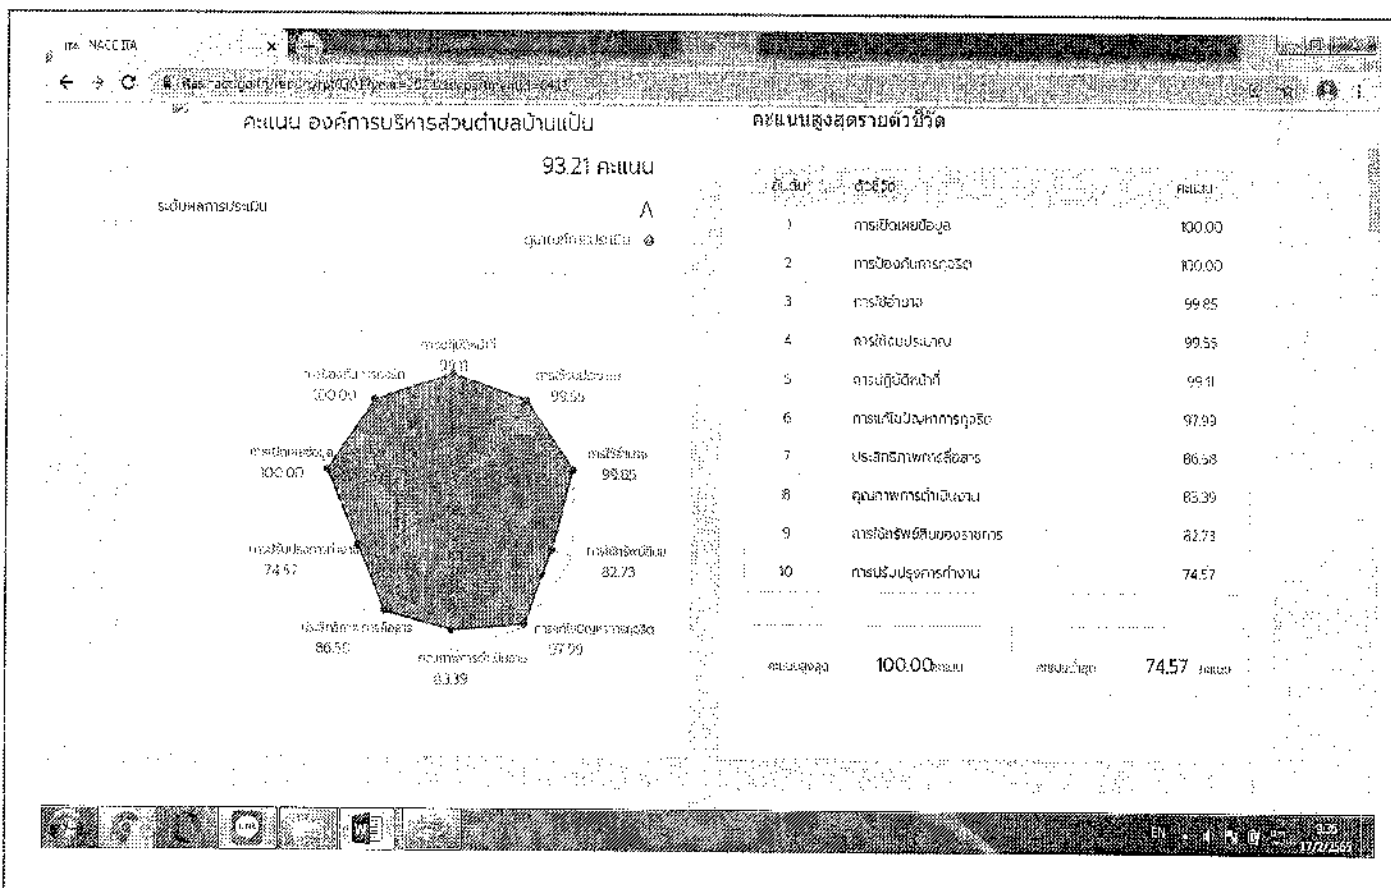 ITA NACC ITA
คะแนน องค์การบริหารส่วนตำบลบ้านแป้น
93.21 คะแนน
ระดับผลการประเมิน
A
ดูเกณฑ์การประเมิน
การปฏิบัติหน้าที่
99.11
การป้องกันการทุจริต
100.00
การใช้งบประมาณ
99.55
การเปิดเผยข้อมูล
100.00
การใช้อำนาจ
99.85
การปรับปรุงการทำงาน
74.57
การใช้ทรัพย์สินข
82.73
ประสิทธิภาพการสื่อสาร
86.58
การแก้ไขปัญหาการทุจริต
97.99
คุณภาพการดำเนินงาน
83.39
คะแนนสูงสุดรายตัวชี้วัด
อันดับ ตัวชี้วัด คะแนน
1 การเปิดเผยข้อมูล 100.00
2 การป้องกันการทุจริต 100.00
3 การใช้อำนาจ 99.85
4 การใช้งบประมาณ 99.55
5 การปฏิบัติหน้าที่ 99.11
6 การแก้ไขปัญหาการทุจริต 97.99
7 ประสิทธิภาพการสื่อสาร 86.58
8 คุณภาพการดำเนินงาน 83.39
9 การใช้ทรัพย์สินของราชการ 82.73
10 การปรับปรุงการทำงาน 74.57
คะแนนสูงสุด 100.00 คะแนน คะแนนต่ำสุด 74.57 คะแนน
EN 9:35
17/2/2565